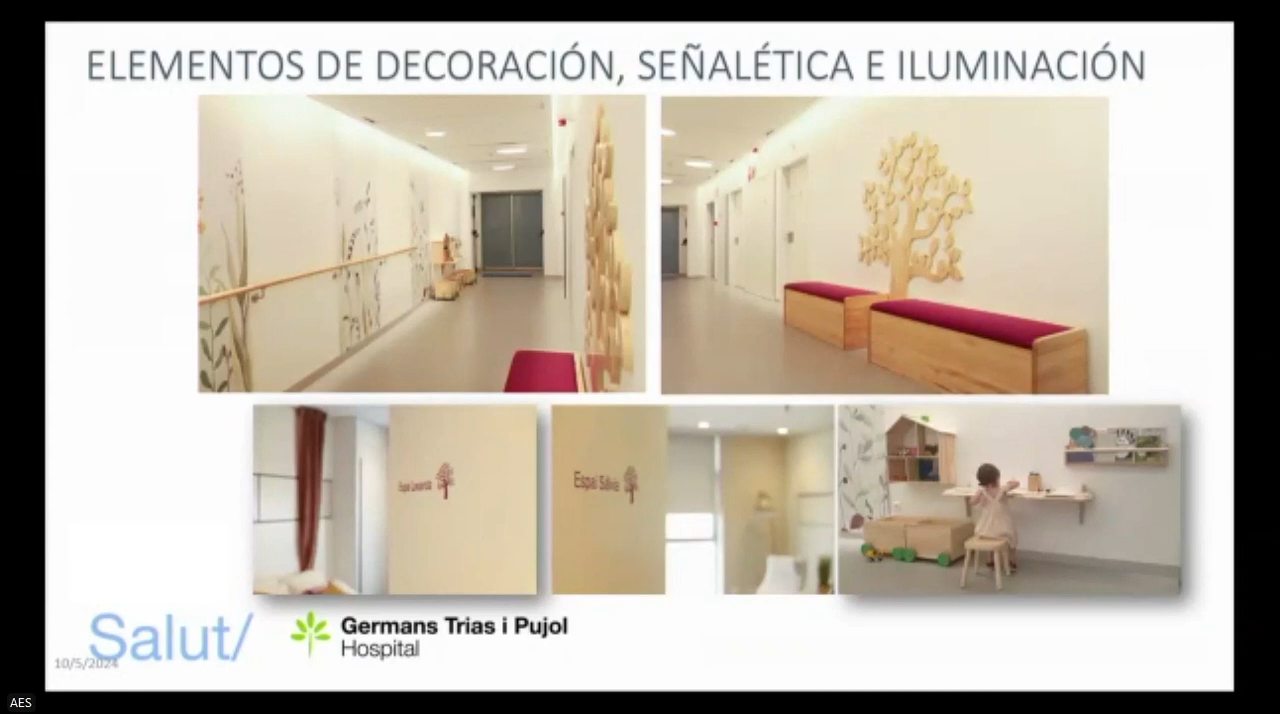 ELEMENTOS DE DECORACIÓN, SEÑALÉTICA E ILUMINACIÓN
Espai Lavanda
Espai Sàlvia
Salut/
Germans Trias i Pujol
Hospital
10/5/2024
AES